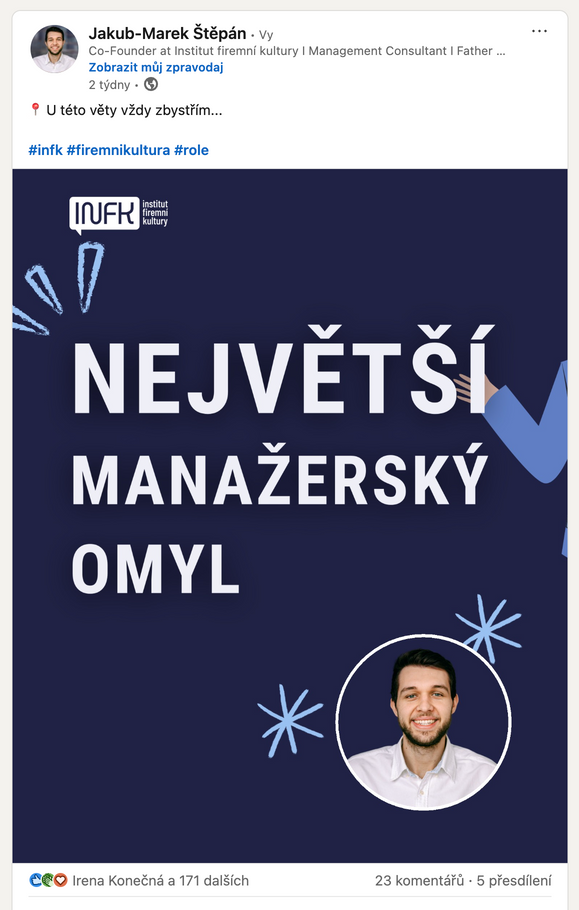 Jakub-Marek Štěpán • Vy
Co-Founder at Institut firemní kultury I Management Consultant I Father ...
Zobrazit můj zpravodaj
2 týdny •
U této věty vždy zbystřím...
#infk #firemnikultura #role
INFK institut
firemní
kultury
NEJVĚTŠÍ
MANAŽERSKÝ
OMYL
Irena Konečná a 171 dalších 23 komentářů · 5 přesdílení